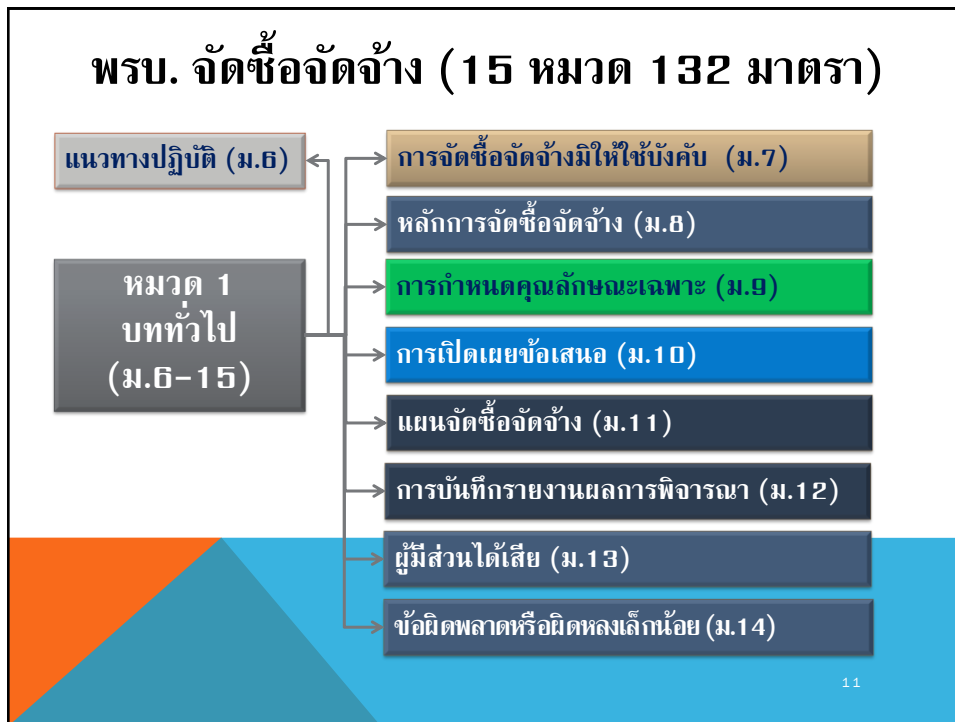 พรบ. จัดซื้อจัดจ้าง (15 หมวด 132 มาตรา)
แนวทางปฏิบัติ (ม.6)
หมวด 1
บททั่วไป
(ม.6-15)
การจัดซื้อจัดจ้างมิให้ใช้บังคับ (ม.7)
หลักการจัดซื้อจัดจ้าง (ม.8)
การกำหนดคุณลักษณะเฉพาะ (ม.9)
การเปิดเผยข้อเสนอ (ม.10)
แผนจัดซื้อจัดจ้าง (ม.11)
การบันทึกรายงานผลการพิจารณา (ม.12)
ผู้มีส่วนได้เสีย (ม.13)
ข้อผิดพลาดหรือผิดหลงเล็กน้อย (ม.14)
11